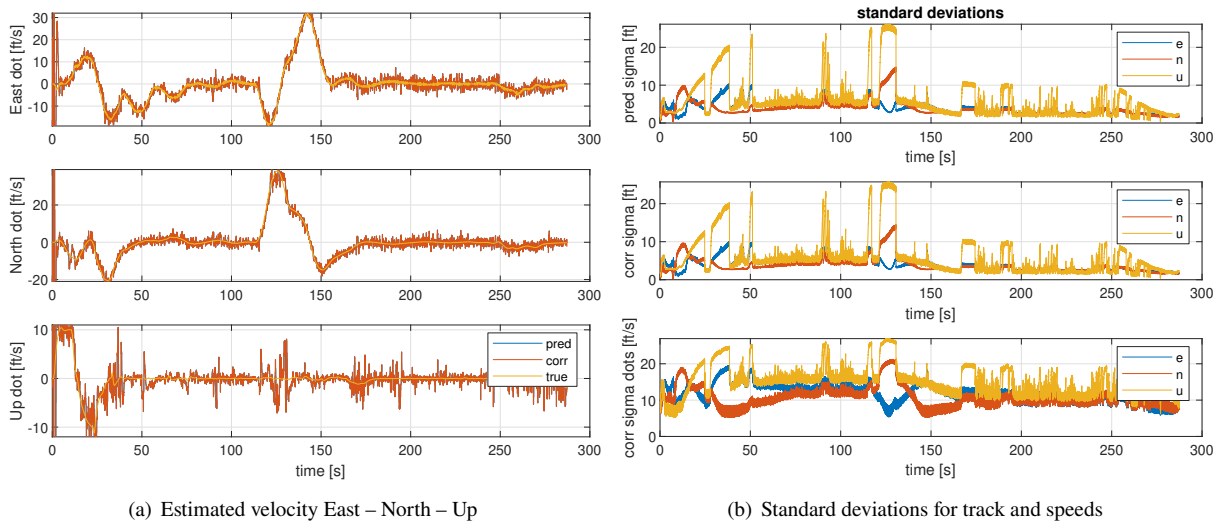 East dot [ft/s]
30
20
10
0
-10
0 50 100 150 200 250 300
North dot [ft/s]
20
0
-20
0 50 100 150 200 250 300
Up dot [ft/s]
10
0
-10
pred
corr
true
0 50 100 150 200 250 300
time [s]
(a) Estimated velocity East – North – Up
standard deviations
pred sigma [ft]
20
10
0
e
n
u
0 50 100 150 200 250 300
time [s]
corr sigma [ft]
20
10
0
e
n
u
0 50 100 150 200 250 300
time [s]
corr sigma dots [ft/s]
20
10
0
e
n
u
0 50 100 150 200 250 300
time [s]
(b) Standard deviations for track and speeds